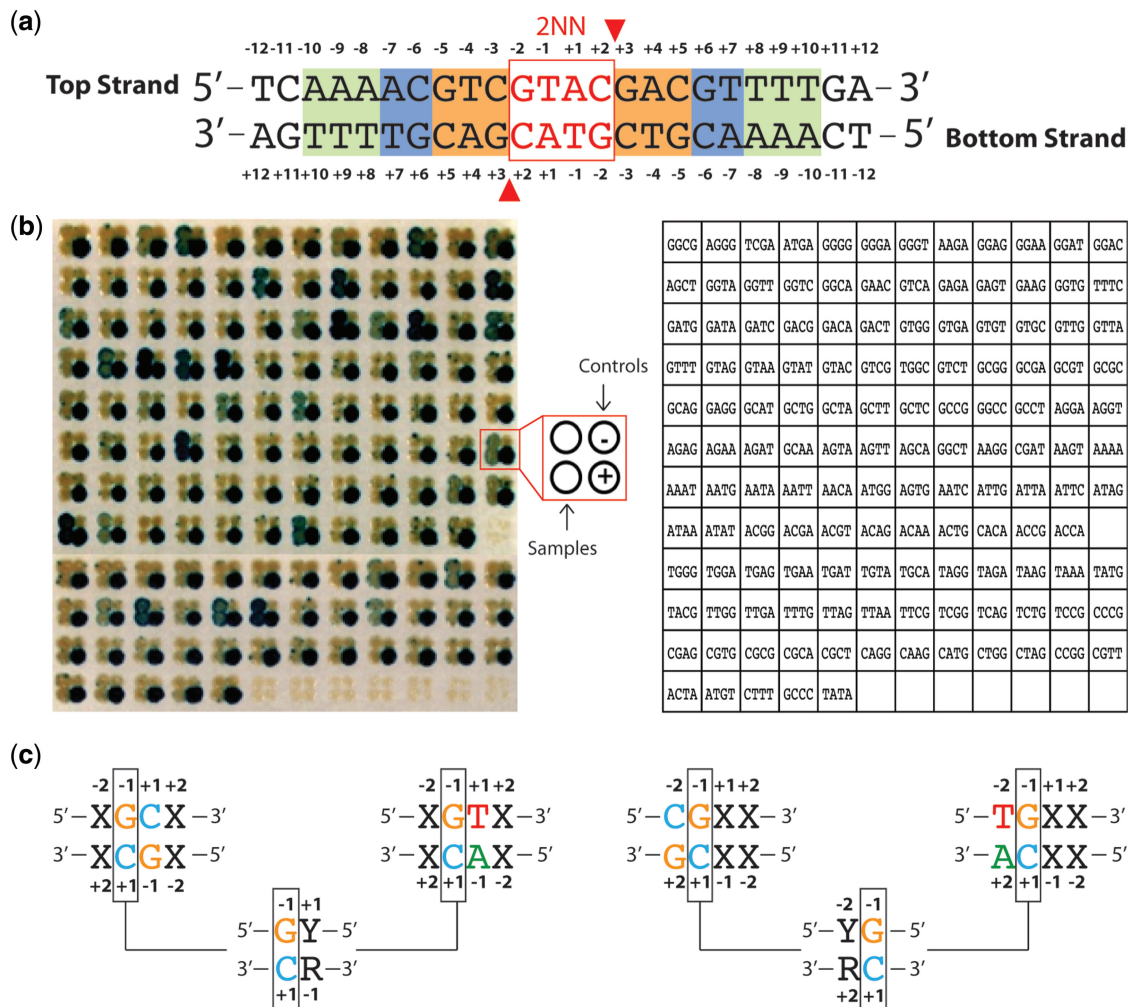 (a)
2NN
-12 -11 -10 -9 -8 -7 -6 -5 -4 -3 -2 -1 +1 +2 +3 +4 +5 +6 +7 +8 +9 +10 +11 +12
Top Strand 5′–TCAAAACGTCGTACGACGTTTTGA–3′
3′–AGTTTTGCAGCATGCTGCAAAACT–5′ Bottom Strand
+12 +11 +10 +9 +8 +7 +6 +5 +4 +3 +2 +1 -1 -2 -3 -4 -5 -6 -7 -8 -9 -10 -11 -12
(b)
Controls
-
+
Samples
GGCG AGGG TCGA ATGA GGGG GGGA GGGT AAGA GGAG GGAA GGAT GGAC
AGCT GGTA GGTT GGTC GGCA GAAC GTCA GAGA GAGT GAAG GGTG TTTC
GATG GATA GATC GACG GACA GACT GTGG GTGA GTGT GTGC GTTG GTTA
GTTT GTAG GTAA GTAT GTAC GTCG TGGC GTCT GCGG GCGA GCGT GCGC
GCAG GAGG GCAT GCTG GCTA GCTT GCTC GCCG GGCC GCCT AGGA AGGT
AGAG AGAA AGAT GCAA AGTA AGTT AGCA GGCT AAGG CGAT AAGT AAAA
AAAT AATG AATA AATT AACA ATGG AGTG AATC ATTG ATTA ATTC ATAG
ATAA ATAT ACGG ACGA ACGT ACAG ACAA ACTG CACA ACCG ACCA
TGGG TGGA TGAG TGAA TGAT TGTA TGCA TAGG TAGA TAAG TAAA TATG
TACG TTGG TTGA TTTG TTAG TTAA TTCG TCGG TCAG TCTG TCCG CCCG
CGAG CGTG CGCG CGCA CGCT CAGG CAAG CATG CTGG CTAG CCGG CGTT
ACTA ATGT CTTT GCCC TATA
(c)
-2 -1 +1 +2
5′–XGCX–3′
3′–XCGX–5′
+2 +1 -1 -2
-2 -1 +1 +2
5′–XGTX–3′
3′–XCAX–5′
+2 +1 -1 -2
-1 +1
5′–GY–5′
3′–CR–3′
+1 -1
-2 -1 +1 +2
5′–CGXX–3′
3′–GCXX–5′
+2 +1 -1 -2
-2 -1 +1 +2
5′–TGXX–3′
3′–ACXX–5′
+2 +1 -1 -2
-2 -1
5′–YG–5′
3′–RC–3′
+2 +1